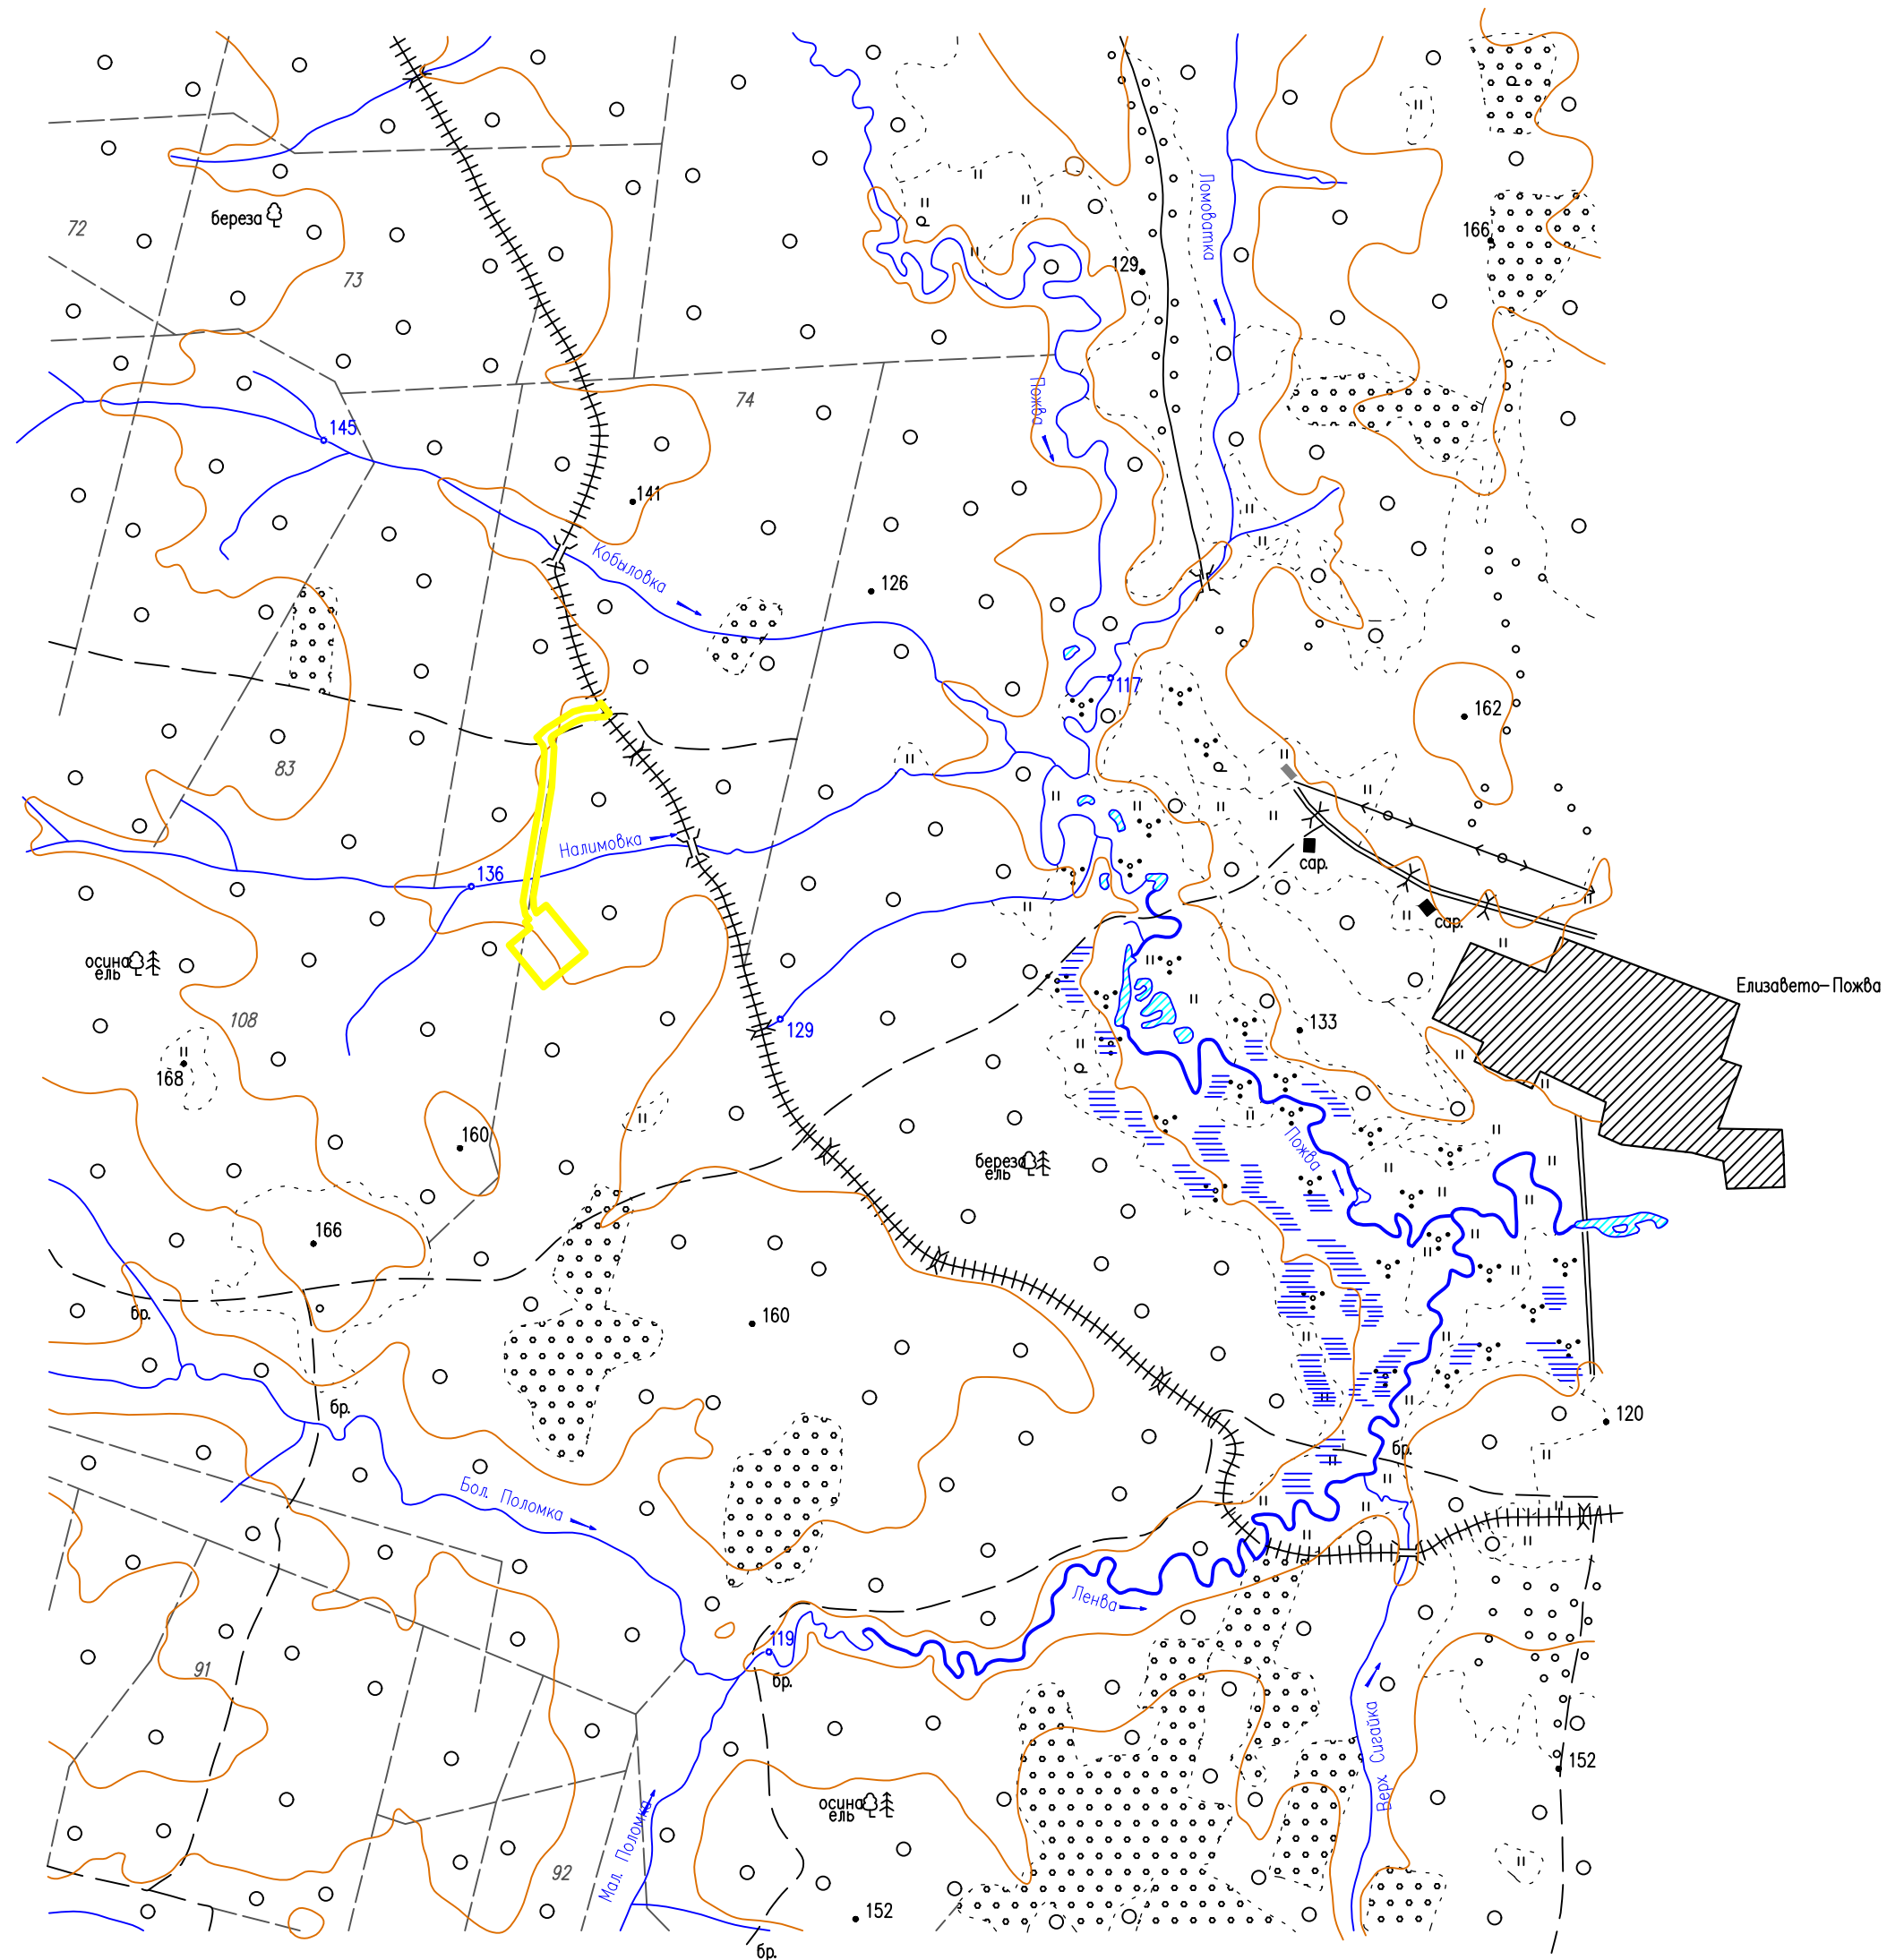 Ломоватка
72
береза
166
73
129
Пожва
74
145
141
Кобыловка
126
117
162
83
сар.
Налимовка
136
сар.
осина
ель
Елизавето-Пожва
108
129
133
168
160
Пожва
береза
ель
166
бр.
160
бр.
120
бр.
Бол. Поломка
Ленва
119
91
бр.
Верх. Сигайка
152
осина
ель
Мал. Поломка
92
152
бр.